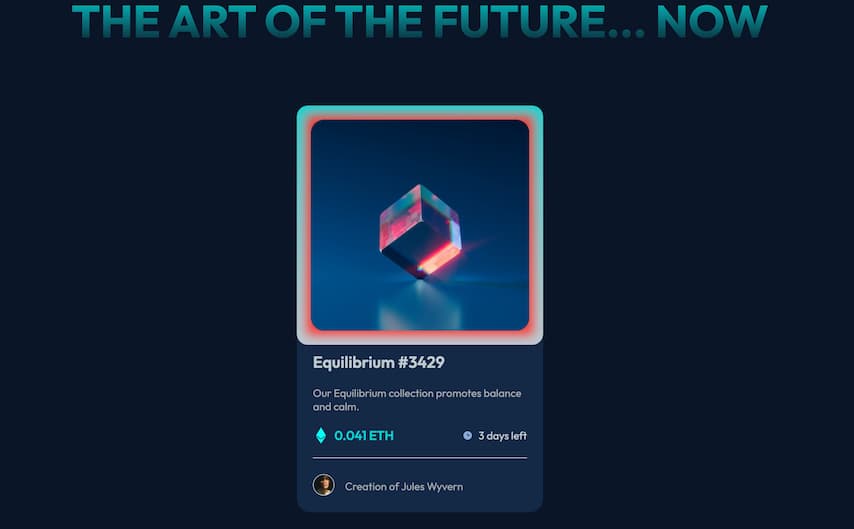 THE ART OF THE FUTURE... NOW
Equilibrium #3429
Our Equilibrium collection promotes balance
and calm.
0.041 ETH
3 days left
Creation of Jules Wyvern